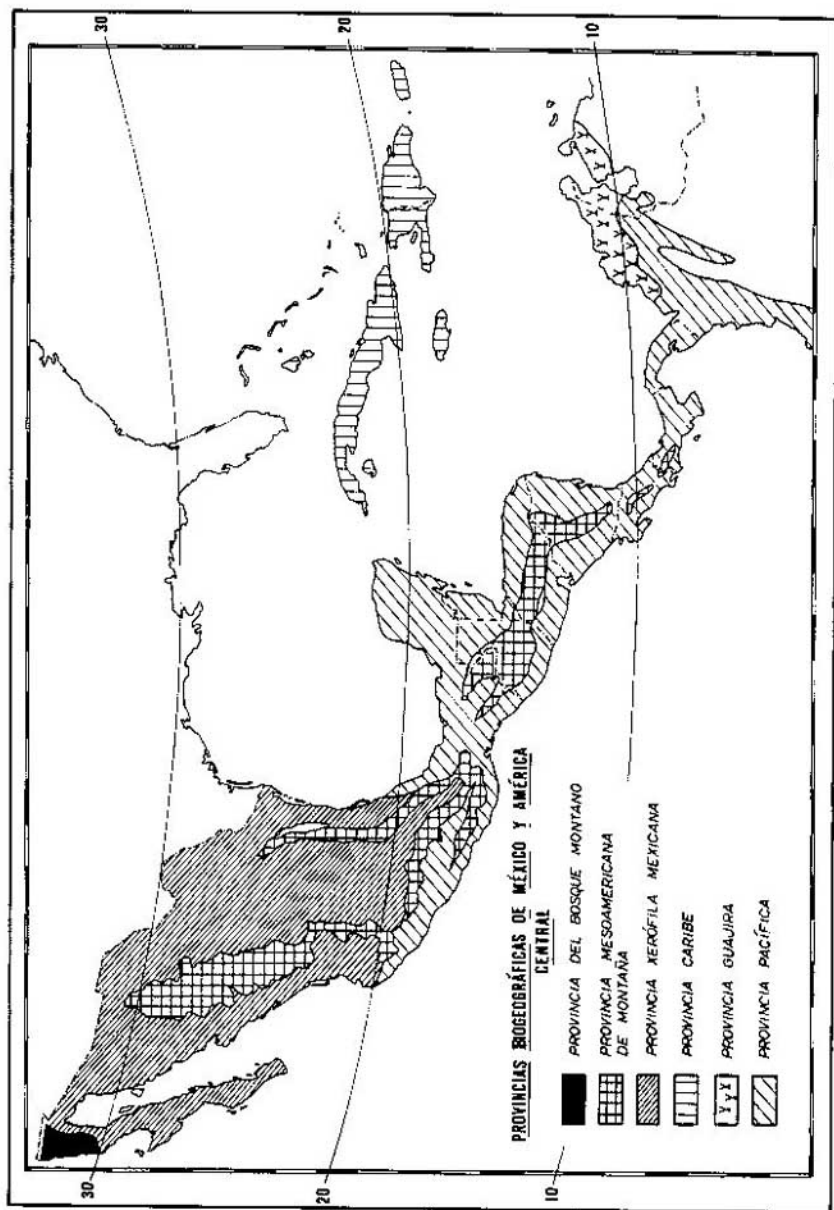 30
20
10
30
20
10
PROVINCIAS BIOGEOGRÁFICAS DE MÉXICO Y AMÉRICA
CENTRAL
PROVINCIA DEL BOSQUE MONTANO
PROVINCIA MESOAMERICANA
DE MONTAÑA
PROVINCIA XERÓFILA MEXICANA
PROVINCIA CARIBE
PROVINCIA GUAJIRA
PROVINCIA PACÍFICA